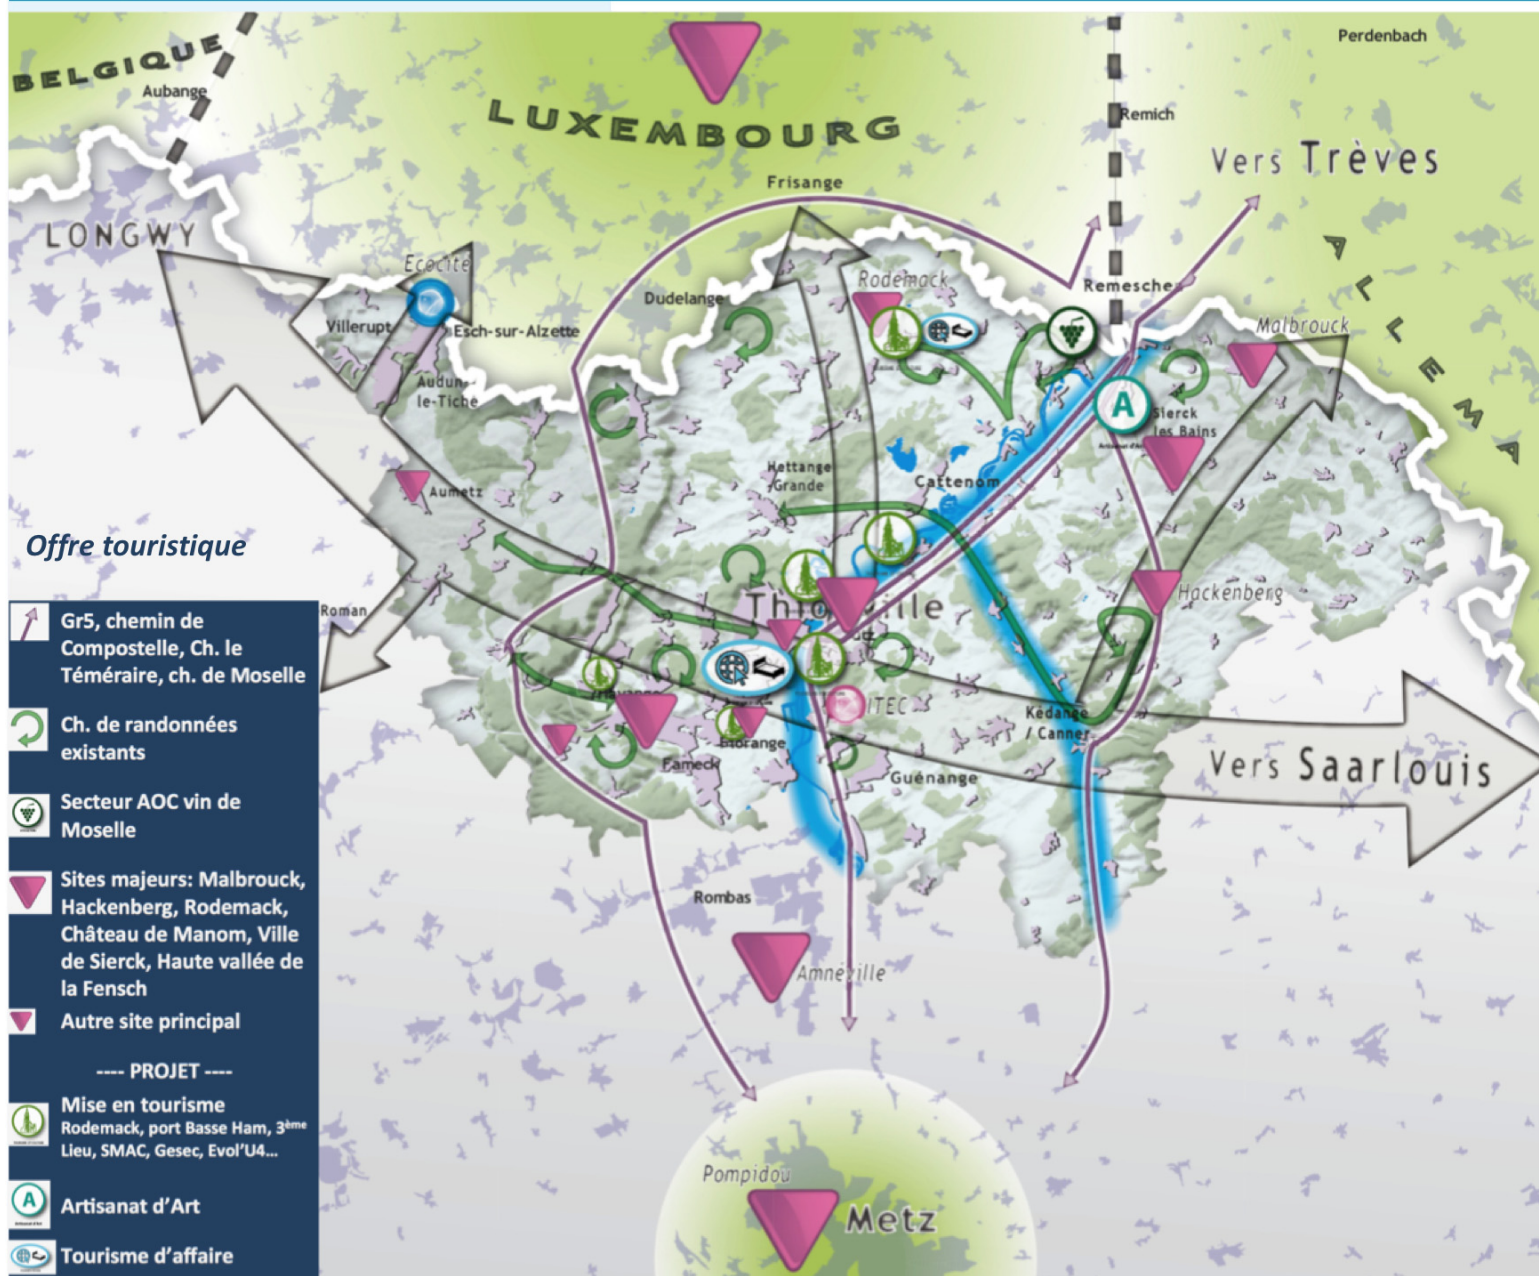 BELGIQUE
Aubange
LUXEMBOURG
Perdenbach
Remich
Vers Trèves
Frisange
LONGWY
Ecocité
Rodemack
Dudelange
Remesche
ALLEMA
Villerupt
Esch-sur-Alzette
Malbrouck
Audun-
le-Tiche
A
Sierck
les Bains
Artisanat d'Art
Hettange
Grande
Cattenom
Aumetz
Offre touristique
Roman
Hackenberg
ITEC
Kédange
/ Canner
Fameck
Guénange
Vers Saarlouis
Rombas
Amnéville
Pompidou
Metz
Gr5, chemin de
Compostelle, Ch. le
Téméraire, ch. de Moselle
Ch. de randonnées
existants
Secteur AOC vin de
Moselle
Sites majeurs: Malbrouck,
Hackenberg, Rodemack,
Château de Manom, Ville
de Sierck, Haute vallée de
la Fensch
Autre site principal
---- PROJET ----
Mise en tourisme
Rodemack, port Basse Ham, 3ème
Lieu, SMAC, Gesec, Evol'U4...
A
Artisanat d'Art
Tourisme d'affaire